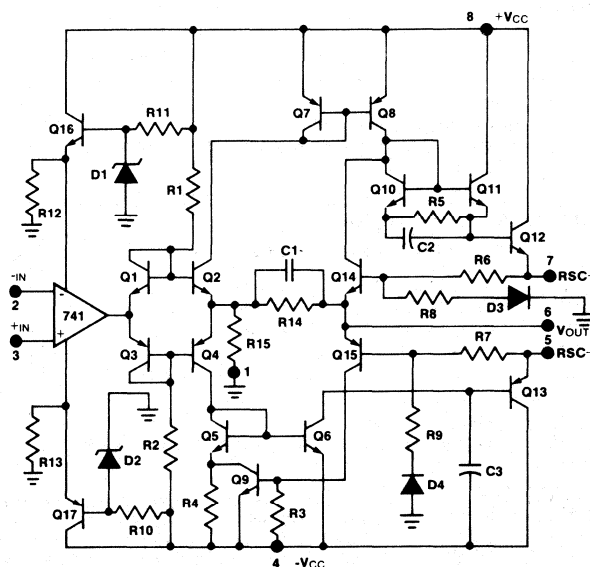 8 +VCC
Q7 Q8
Q16 R11
D1
R12 R1
Q10 R5 Q11
C2 Q12
Q1 Q2 C1- Q14 R6 7 RSC-
-IN
2 - R14 R8 D3
+IN 741 6 VOUT
3 + R15 1 Q15 R7 5 RSC-
Q3 Q4
Q13
R13 D2 R2 Q5 Q6 R9
Q9 C3
R4 R3 D4
Q17 R10
4 -VCC